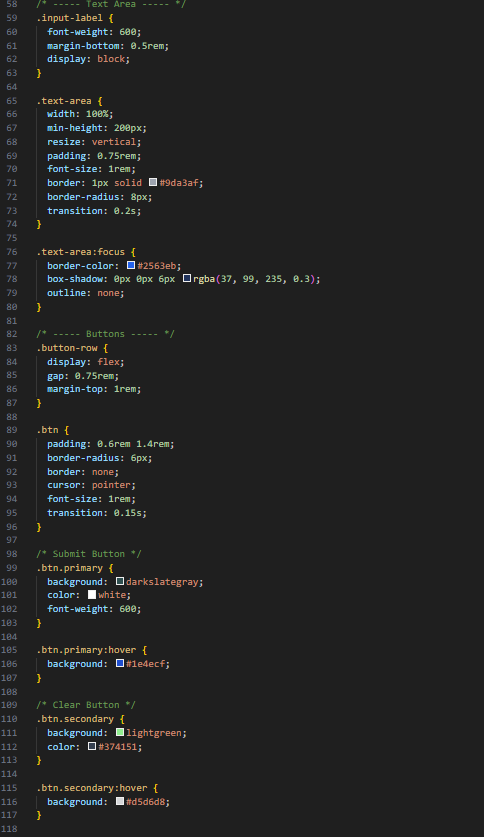 58 /* ----- Text Area ----- */
59 .input-label {
60 font-weight: 600;
61 margin-bottom: 0.5rem;
62 display: block;
63 }
64
65 .text-area {
66 width: 100%;
67 min-height: 200px;
68 resize: vertical;
69 padding: 0.75rem;
70 font-size: 1rem;
71 border: 1px solid #9da3af;
72 border-radius: 8px;
73 transition: 0.2s;
74 }
75
76 .text-area:focus {
77 border-color: #2563eb;
78 box-shadow: 0px 0px 6px rgba(37, 99, 235, 0.3);
79 outline: none;
80 }
81
82 /* ----- Buttons ----- */
83 .button-row {
84 display: flex;
85 gap: 0.75rem;
86 margin-top: 1rem;
87 }
88
89 .btn {
90 padding: 0.6rem 1.4rem;
91 border-radius: 6px;
92 border: none;
93 cursor: pointer;
94 font-size: 1rem;
95 transition: 0.15s;
96 }
97
98 /* Submit Button */
99 .btn.primary {
100 background: darkslategray;
101 color: white;
102 font-weight: 600;
103 }
104
105 .btn.primary:hover {
106 background: #1e4ecf;
107 }
108
109 /* Clear Button */
110 .btn.secondary {
111 background: lightgreen;
112 color: #374151;
113 }
114
115 .btn.secondary:hover {
116 background: #d5d6d8;
117 }
118